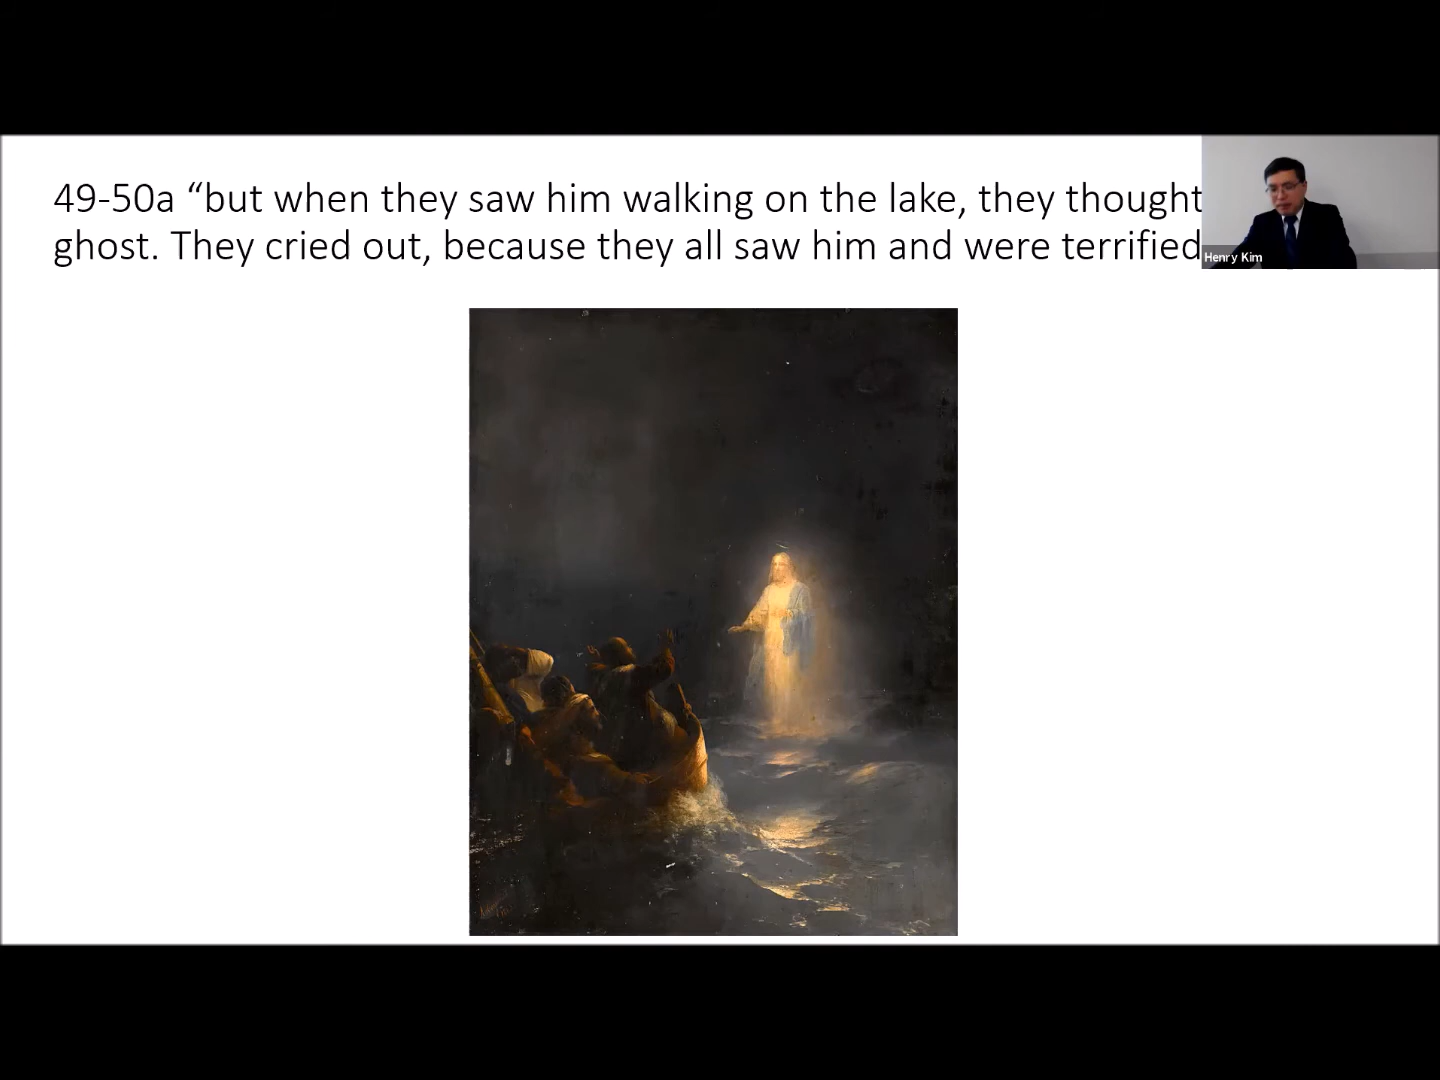 49-50a “but when they saw him walking on the lake, they thought
ghost. They cried out, because they all saw him and were terrified
Henry Kim